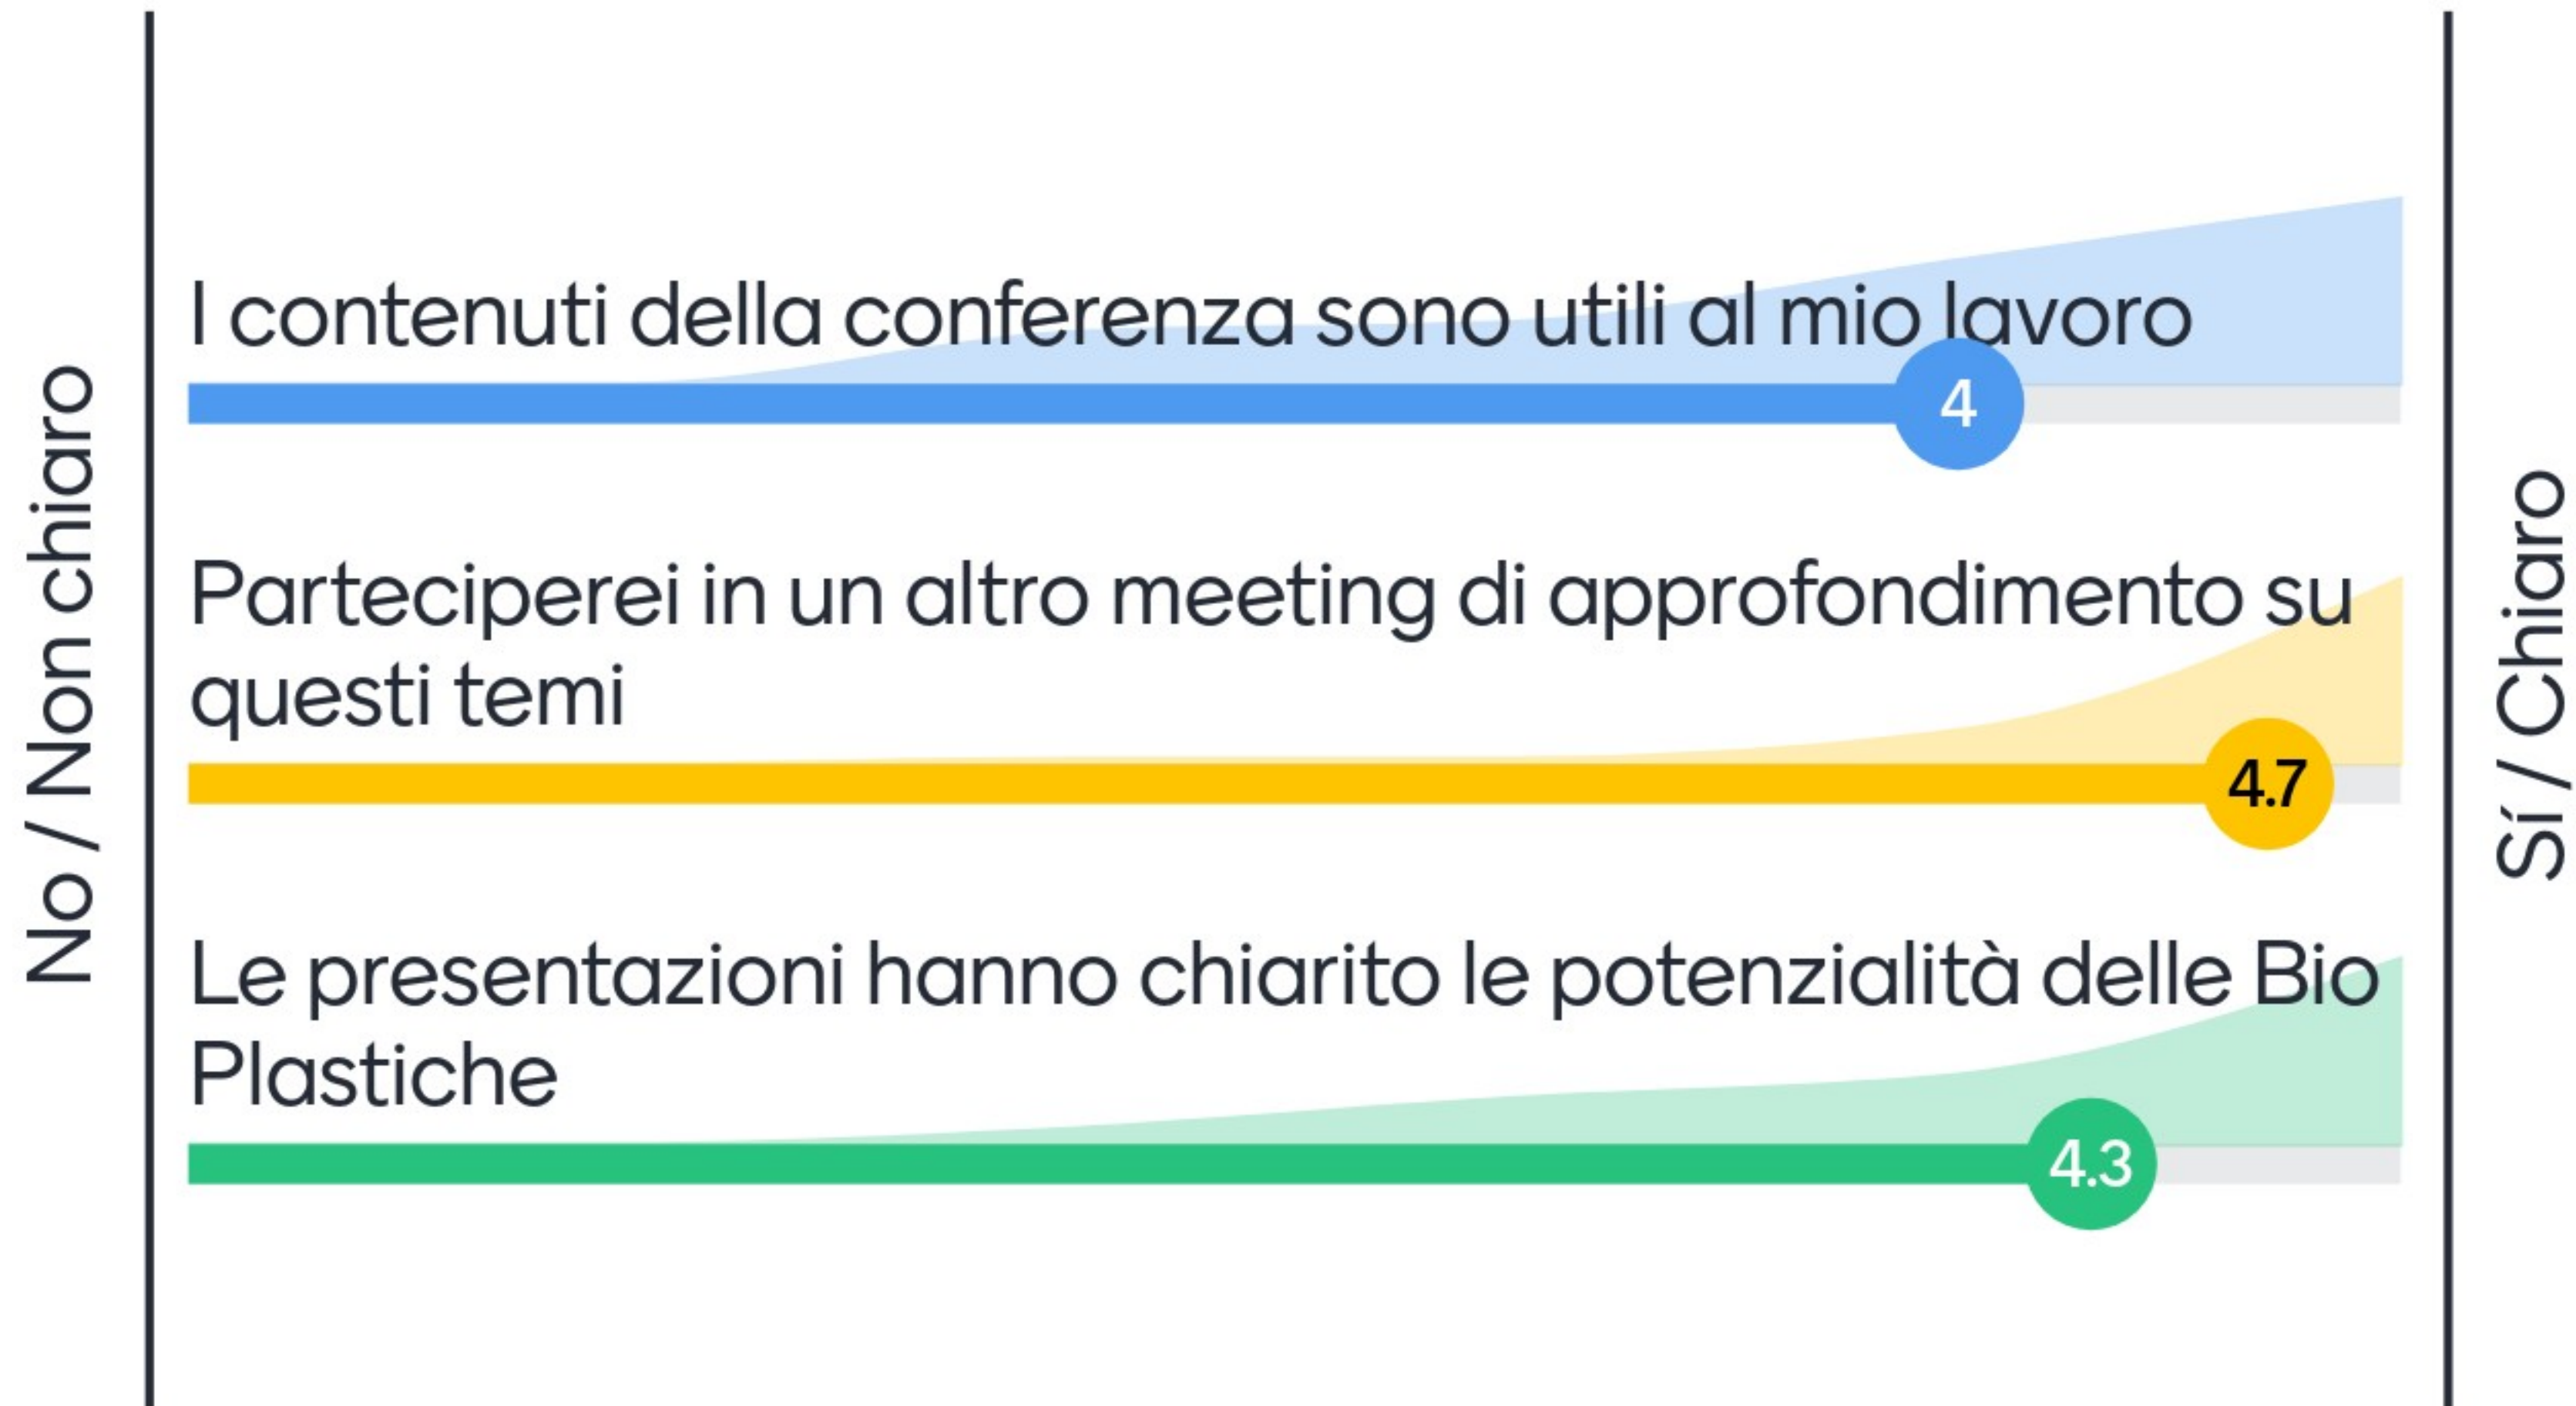 No / Non chiaro
I contenuti della conferenza sono utili al mio lavoro
4
Parteciperei in un altro meeting di approfondimento su
questi temi
4.7
Le presentazioni hanno chiarito le potenzialità delle Bio
Plastiche
4.3
Sí / Chiaro